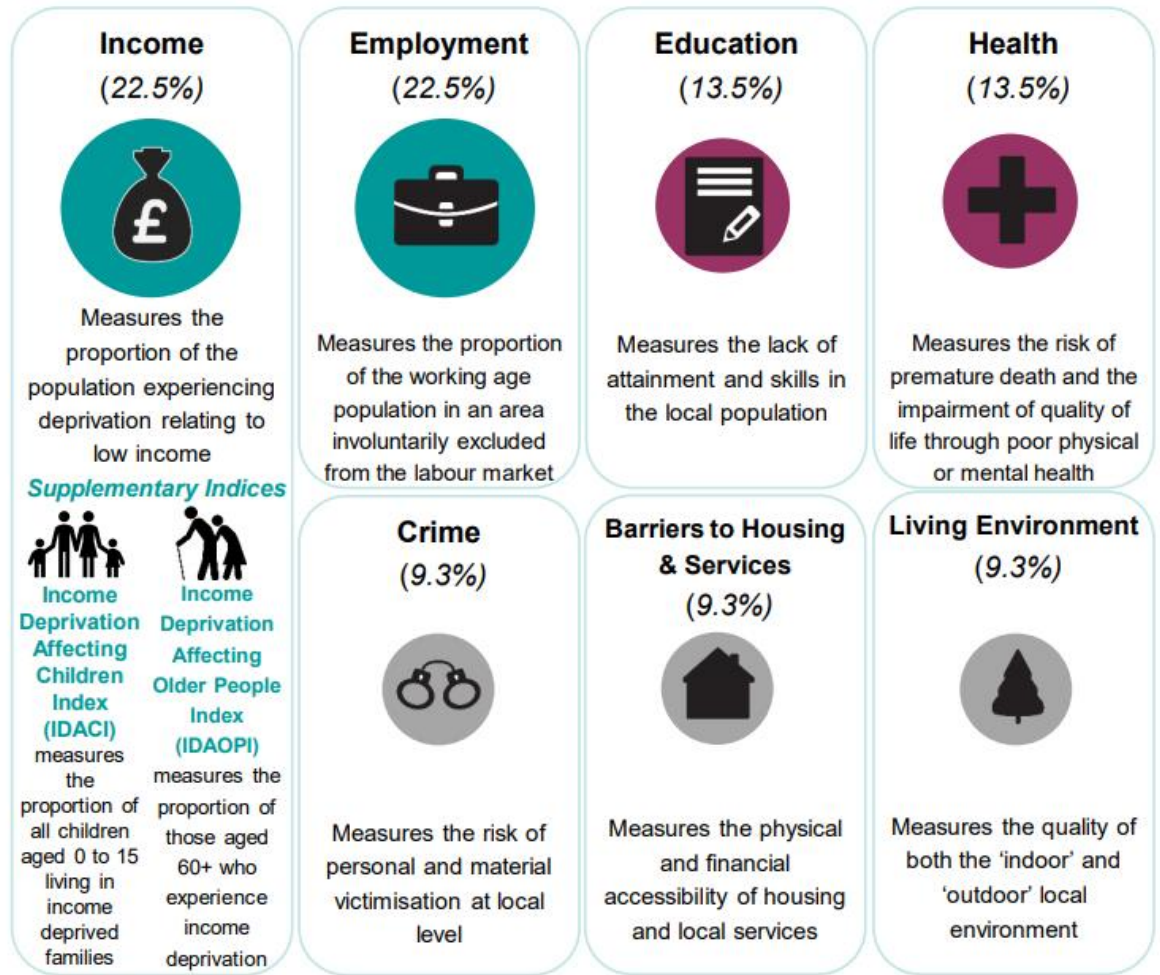 Income
(22.5%)
£
Measures the
proportion of the
population experiencing
deprivation relating to
low income
Supplementary Indices
Income
Deprivation
Affecting
Children
Index
(IDACI)
measures
the
proportion of
all children
aged 0 to 15
living in
income
deprived
families
Income
Deprivation
Affecting
Older People
Index
(IDAOPI)
measures the
proportion of
those aged
60+ who
experience
income
deprivation
Employment
(22.5%)
Measures the proportion
of the working age
population in an area
involuntarily excluded
from the labour market
Education
(13.5%)
Measures the lack of
attainment and skills in
the local population
Health
(13.5%)
Measures the risk of
premature death and the
impairment of quality of
life through poor physical
or mental health
Crime
(9.3%)
Measures the risk of
personal and material
victimisation at local
level
Barriers to Housing
& Services
(9.3%)
Measures the physical
and financial
accessibility of housing
and local services
Living Environment
(9.3%)
Measures the quality of
both the ‘indoor’ and
‘outdoor’ local
environment